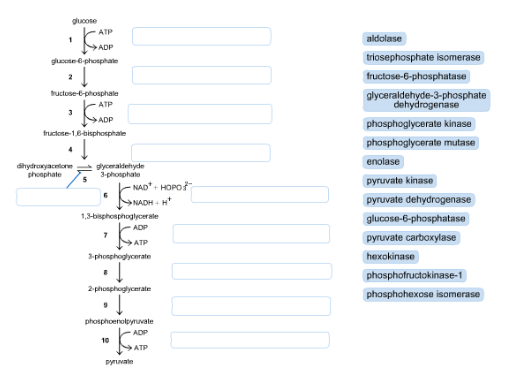 glucose
1
ATP
ADP
glucose-6-phosphate
2
fructose-6-phosphate
3
ATP
ADP
fructose-1,6-bisphosphate
4
dihydroxyacetone
phosphate
5
glyceraldehyde
3-phosphate
6
NAD+ + HOPO3 2−
NADH + H+
1,3-bisphosphoglycerate
7
ADP
ATP
3-phosphoglycerate
8
2-phosphoglycerate
9
phosphoenolpyruvate
10
ADP
ATP
pyruvate
aldolase
triosephosphate isomerase
fructose-6-phosphatase
glyceraldehyde-3-phosphate
dehydrogenase
phosphoglycerate kinase
phosphoglycerate mutase
enolase
pyruvate kinase
pyruvate dehydrogenase
glucose-6-phosphatase
pyruvate carboxylase
hexokinase
phosphofructokinase-1
phosphohexose isomerase